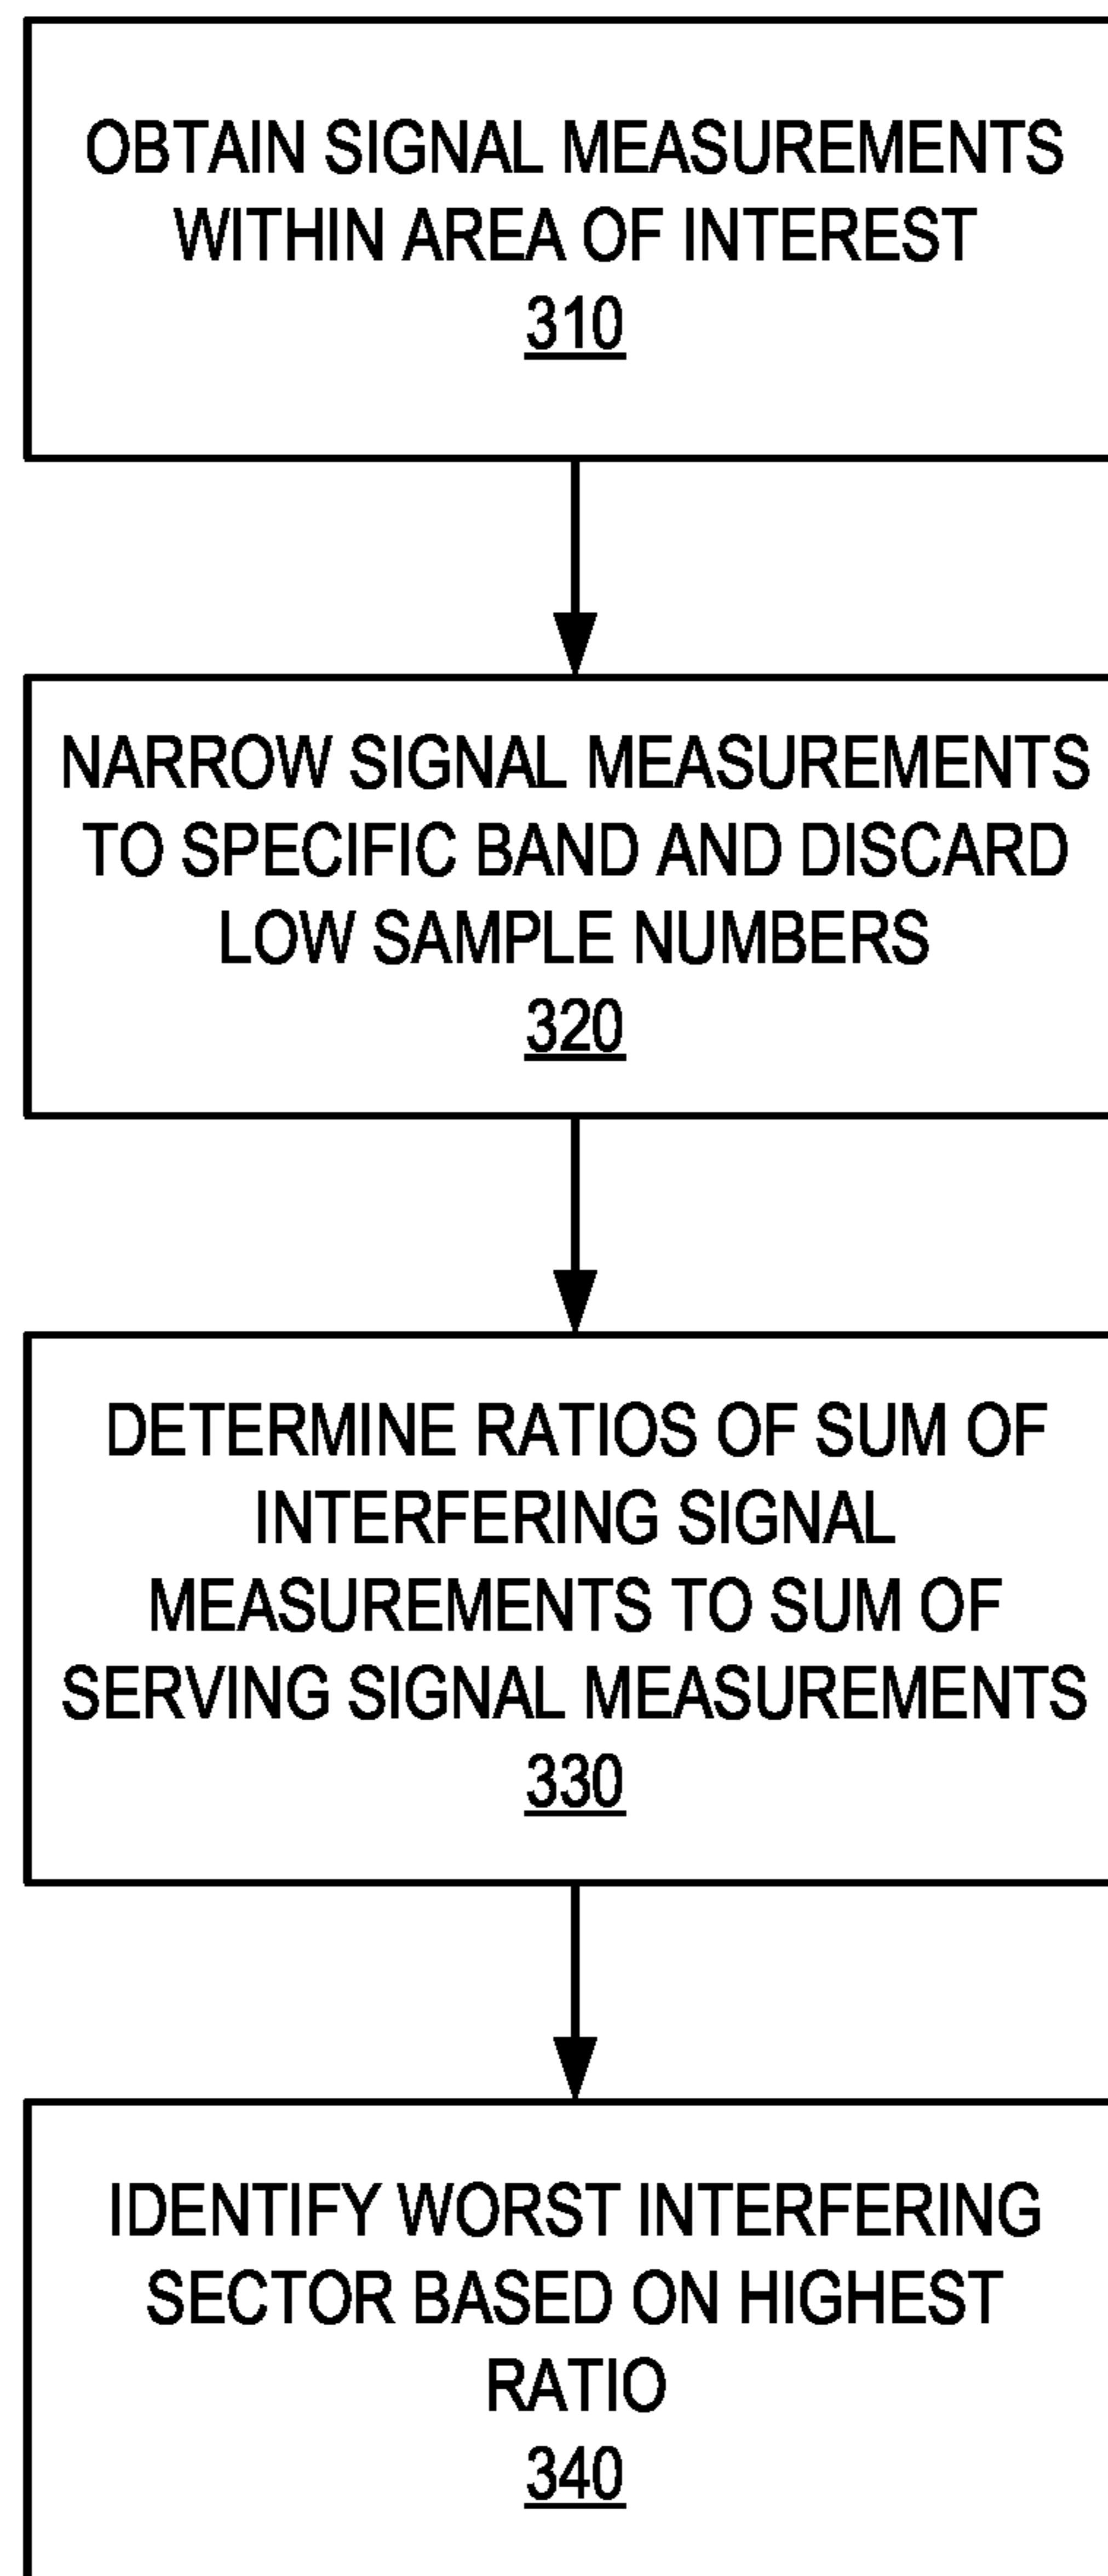 OBTAIN SIGNAL MEASUREMENTS
WITHIN AREA OF INTEREST
310
NARROW SIGNAL MEASUREMENTS
TO SPECIFIC BAND AND DISCARD
LOW SAMPLE NUMBERS
320
DETERMINE RATIOS OF SUM OF
INTERFERING SIGNAL
MEASUREMENTS TO SUM OF
SERVING SIGNAL MEASUREMENTS
330
IDENTIFY WORST INTERFERING
SECTOR BASED ON HIGHEST
RATIO
340